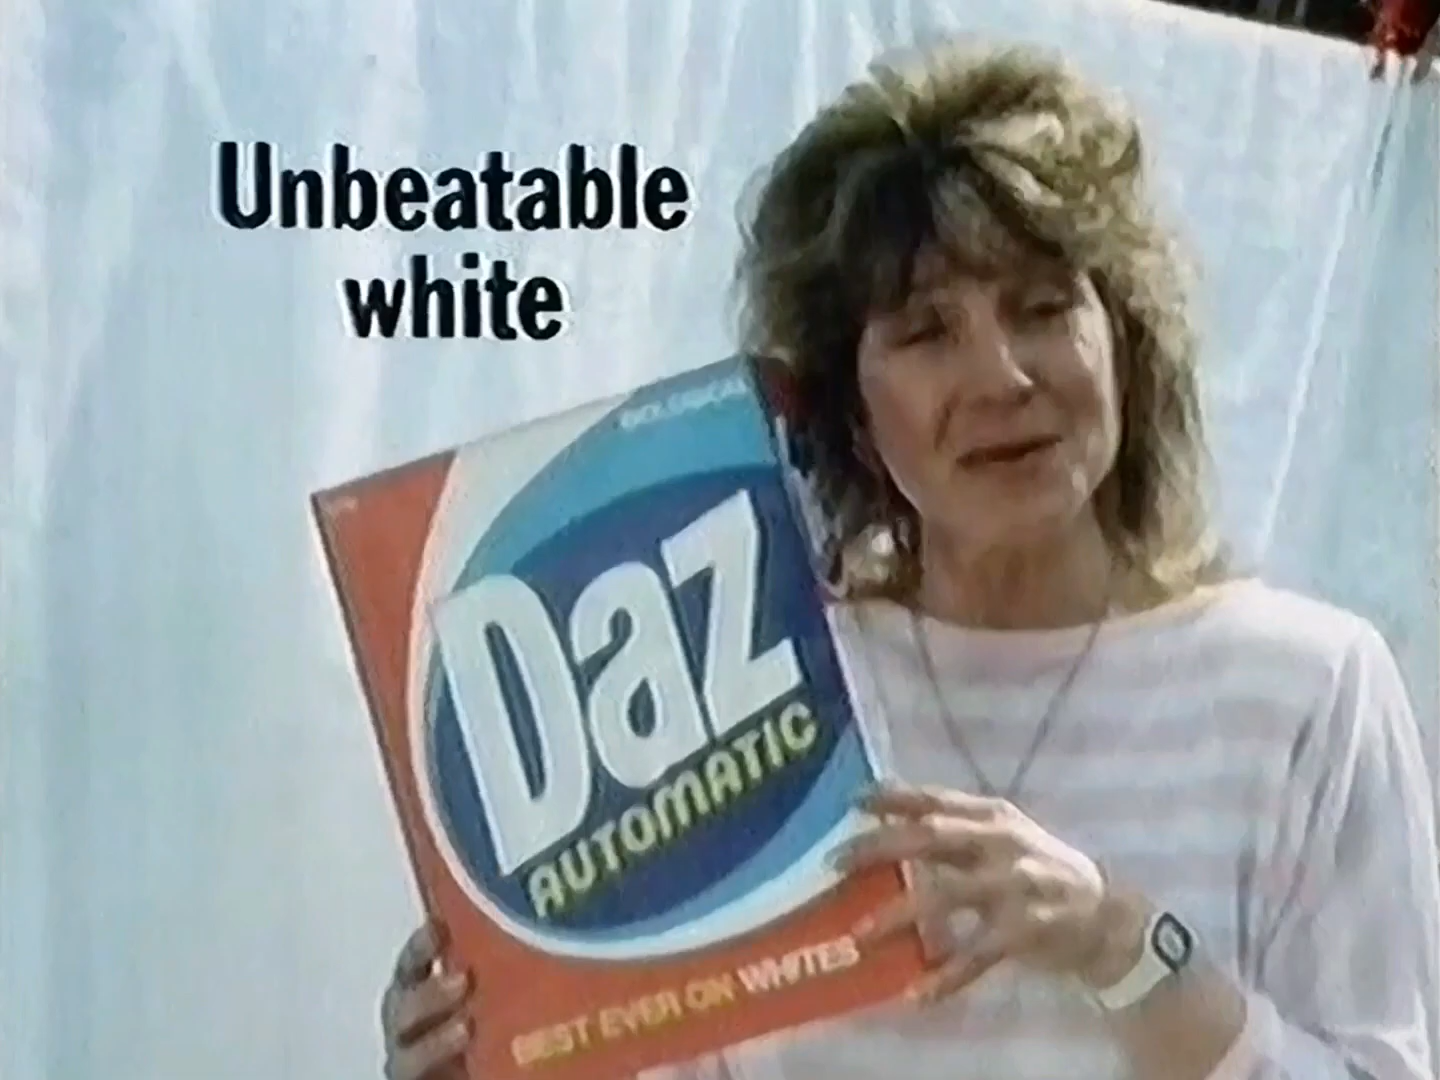 Unbeatable
white
Daz
AUTOMATIC
BEST EVER ON WHITES